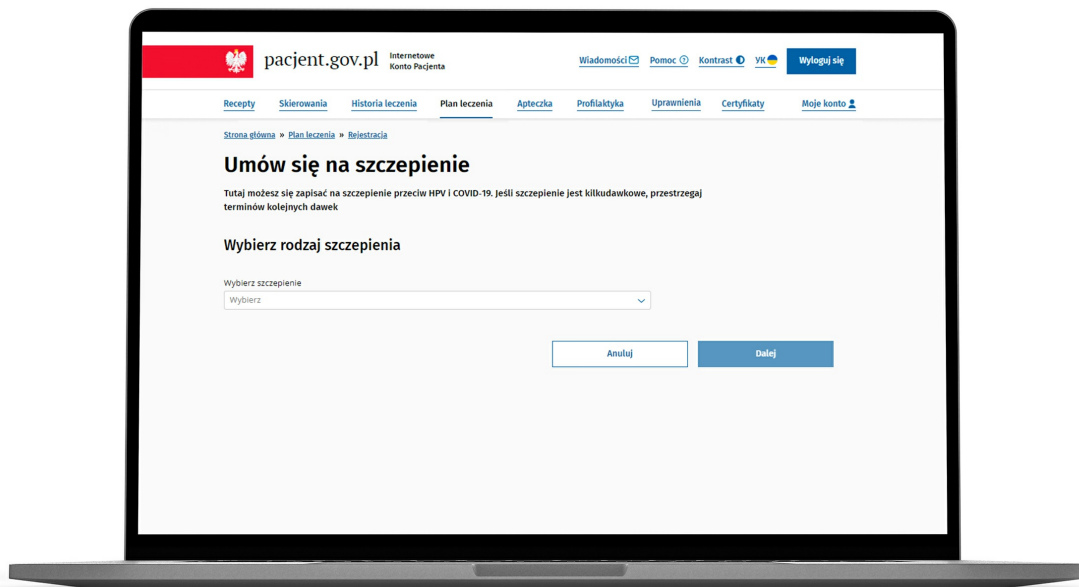 pacjent.gov.pl
Internetowe
Konto Pacjenta
Wiadomości Pomoc Kontrast УК Wyloguj się
Recepty Skierowania Historia leczenia Plan leczenia Apteczka Profilaktyka Uprawnienia Certyfikaty Moje konto
Strona główna » Plan leczenia » Rejestracja
Umów się na szczepienie
Tutaj możesz się zapisać na szczepienie przeciw HPV i COVID-19. Jeśli szczepienie jest kilkudawkowe, przestrzegaj
terminów kolejnych dawek
Wybierz rodzaj szczepienia
Wybierz szczepienie
Wybierz
Anuluj Dalej